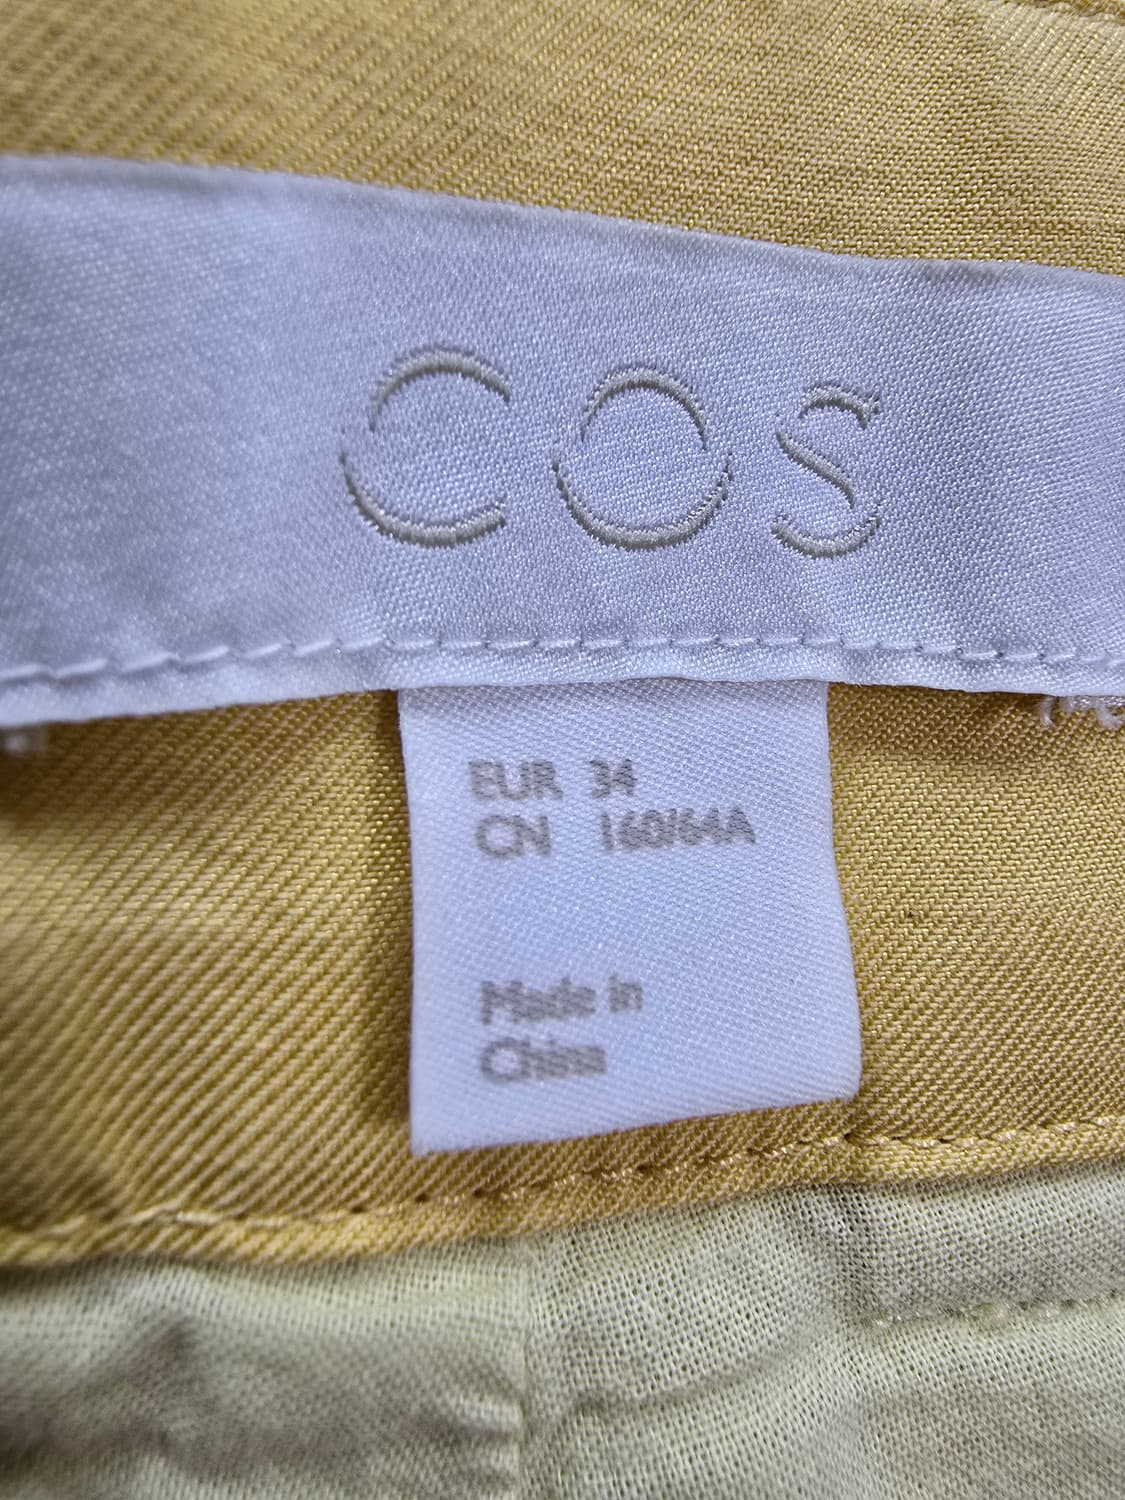 COS
EUR 34
CN 160/64A
Made in
China